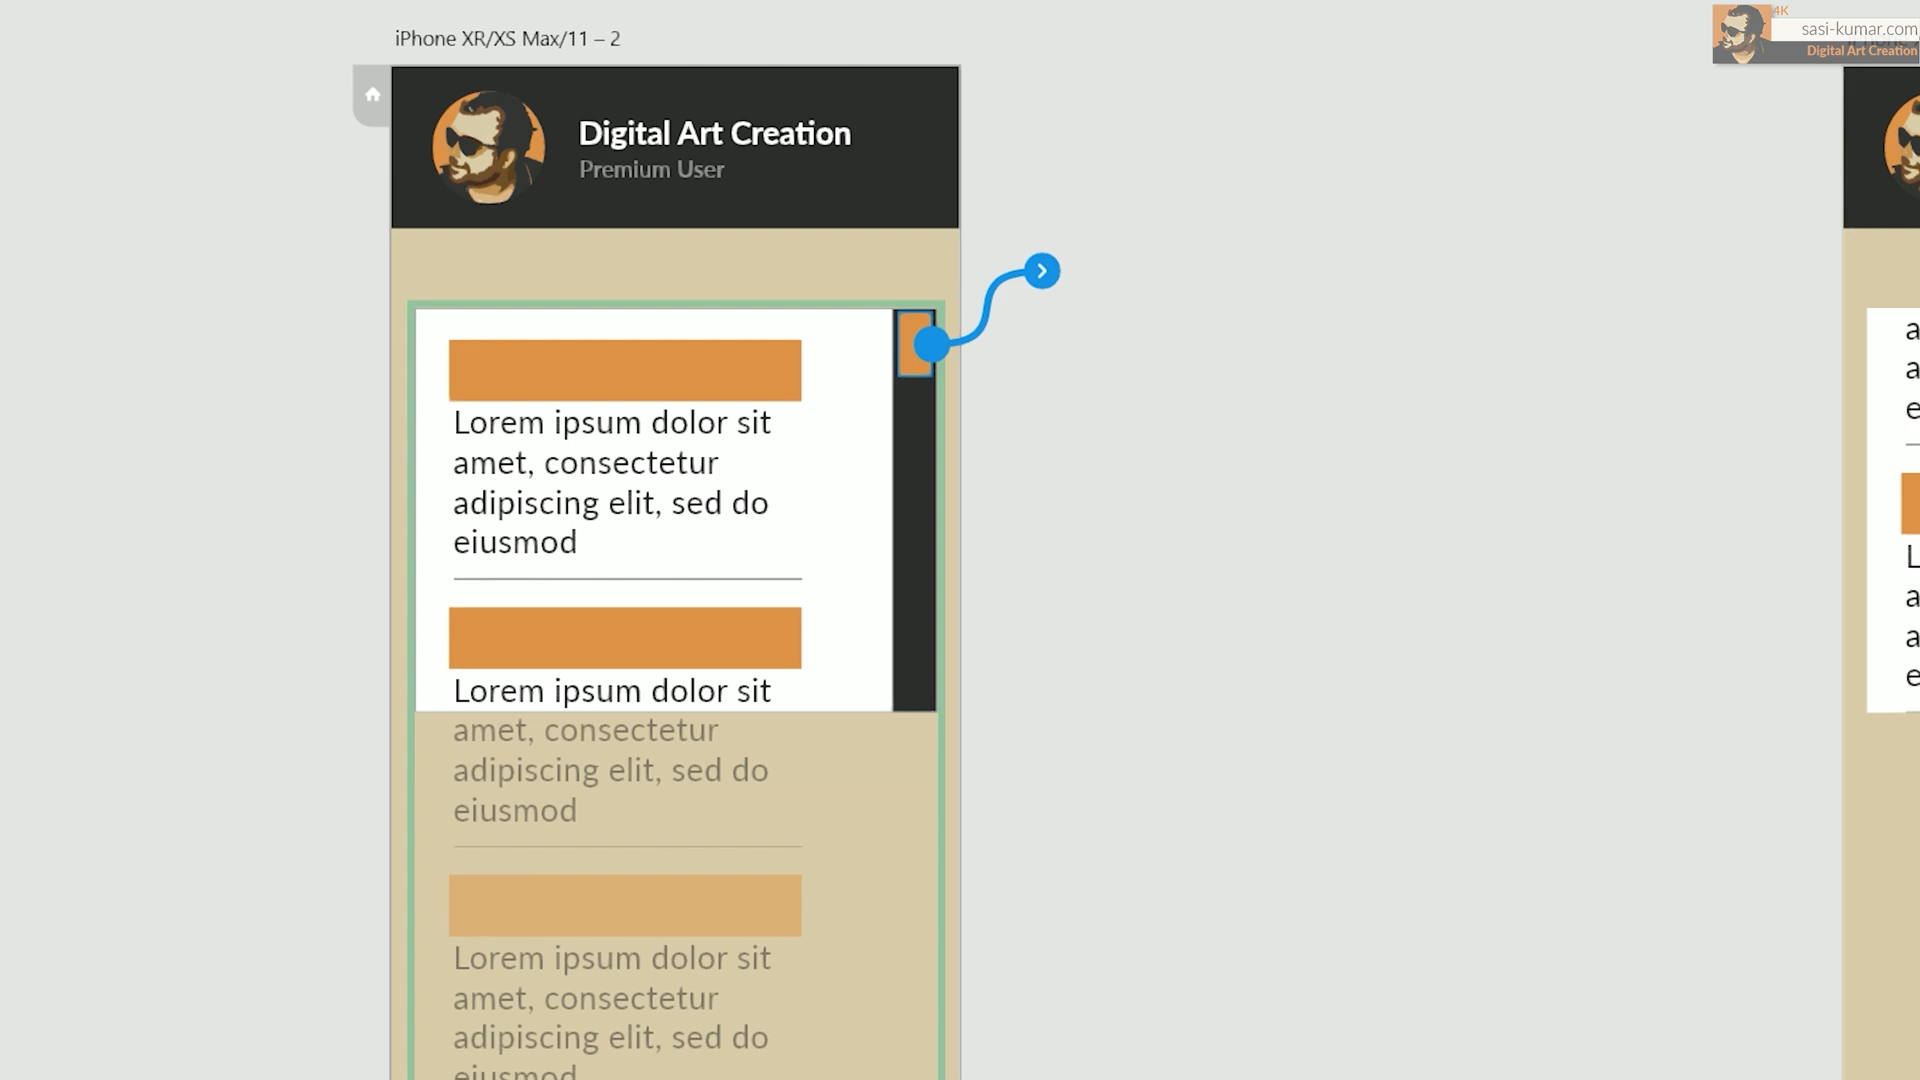 iPhone XR/XS Max/11 – 2
4K
sasi-kumar.com
Digital Art Creation
Digital Art Creation
Premium User
Lorem ipsum dolor sit
amet, consectetur
adipiscing elit, sed do
eiusmod
Lorem ipsum dolor sit
amet, consectetur
adipiscing elit, sed do
eiusmod
Lorem ipsum dolor sit
amet, consectetur
adipiscing elit, sed do
eiusmod
a
a
e
L
a
a
e